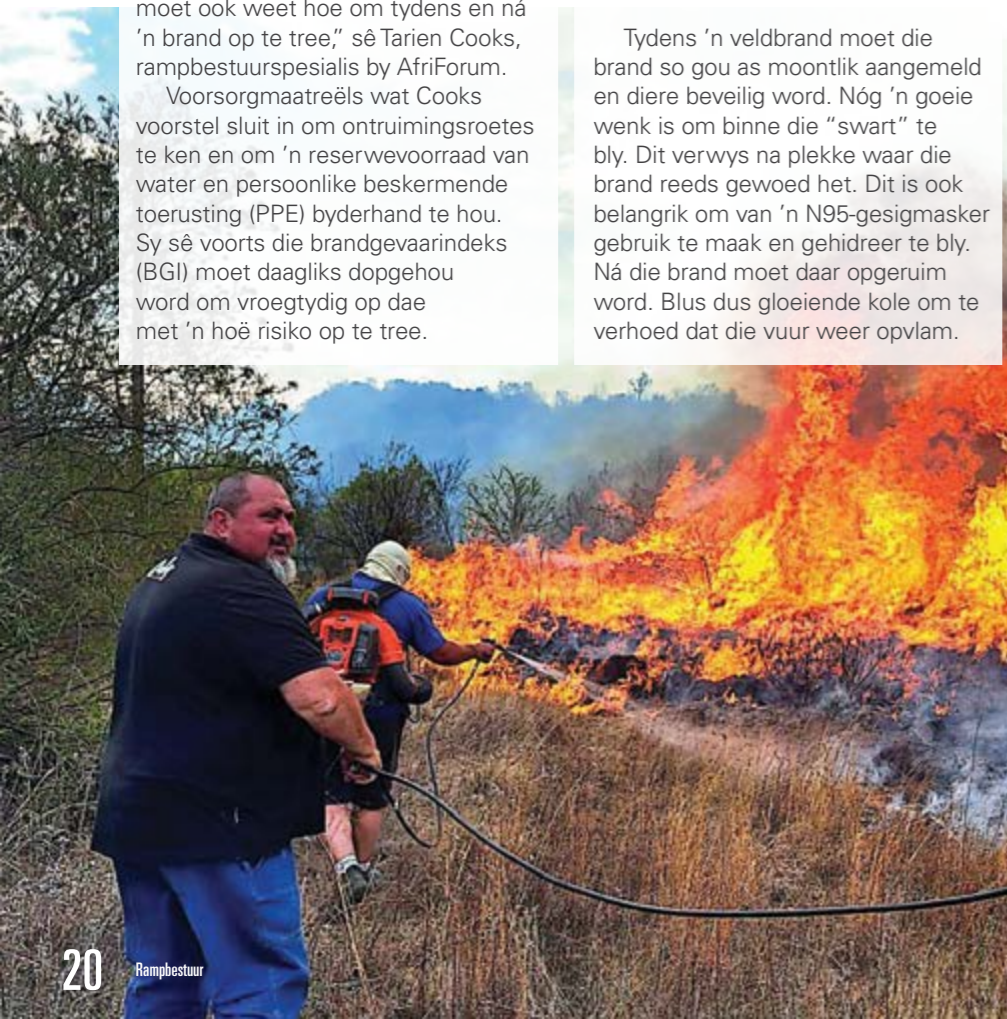 moet ook weet hoe om tydens en ná
'n brand op te tree,” sê Tarien Cooks,
rampbestuurspesialis by AfriForum.
Voorsorgmaatreëls wat Cooks
voorstel sluit in om ontruimingsroetes
te ken en om 'n reserwevoorraad van
water en persoonlike beskermende
toerusting (PPE) byderhand te hou.
Sy sê voorts die brandgevaarindeks
(BGI) moet daagliks dopgehou
word om vroegtydig op dae
met 'n hoë risiko op te tree.
Tydens 'n veldbrand moet die
brand so gou as moontlik aangemeld
en diere beveilig word. Nóg 'n goeie
wenk is om binne die “swart” te
bly. Dit verwys na plekke waar die
brand reeds gewoed het. Dit is ook
belangrik om van 'n N95-gesigmasker
gebruik te maak en gehidreer te bly.
Ná die brand moet daar opgeruim
word. Blus dus gloeiende kole om te
verhoed dat die vuur weer opvlam.
20
Rampbestuur